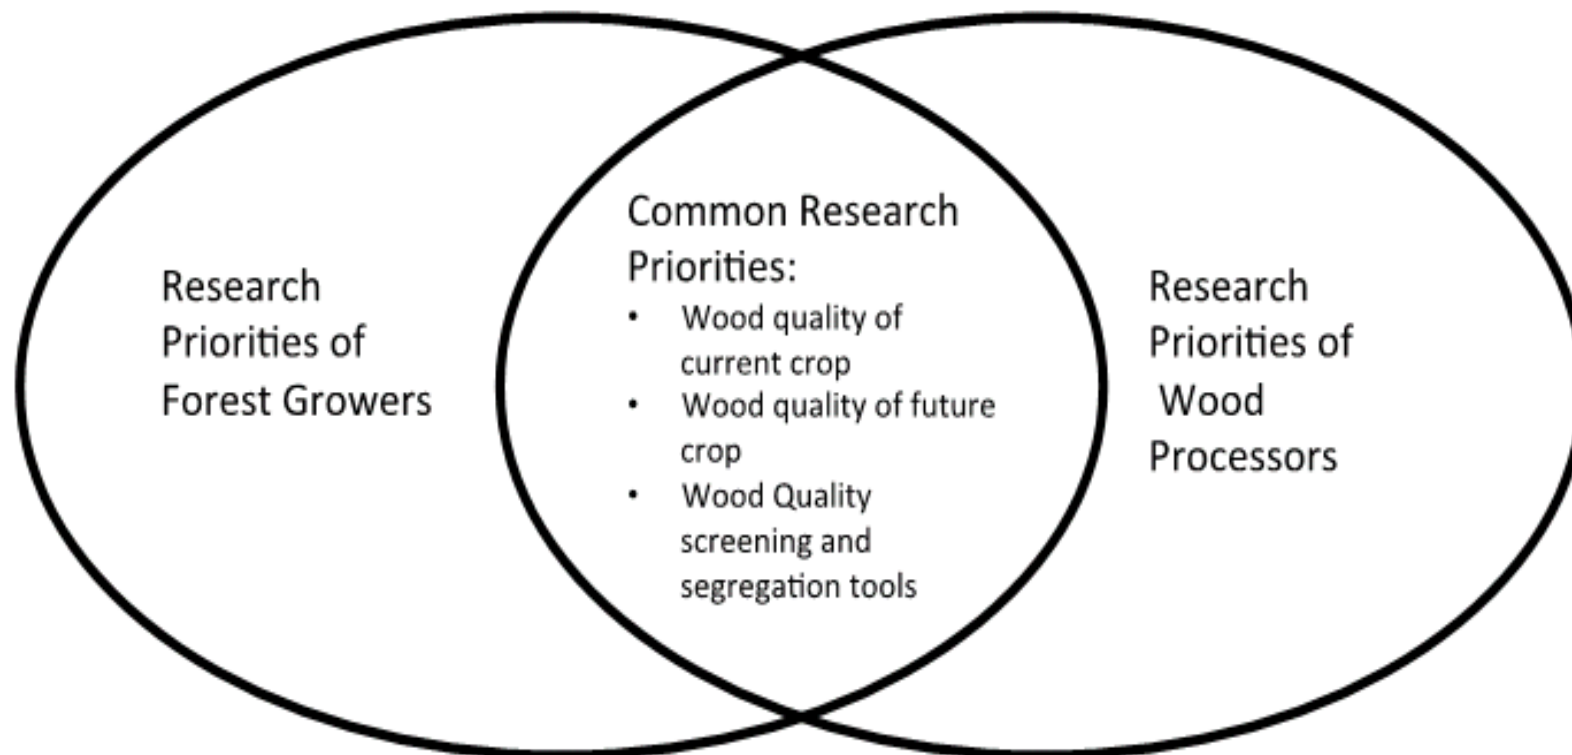 Research
Priorities of
Forest Growers
Common Research
Priorities:
• Wood quality of
current crop
• Wood quality of future
crop
• Wood Quality
screening and
segregation tools
Research
Priorities of
Wood
Processors